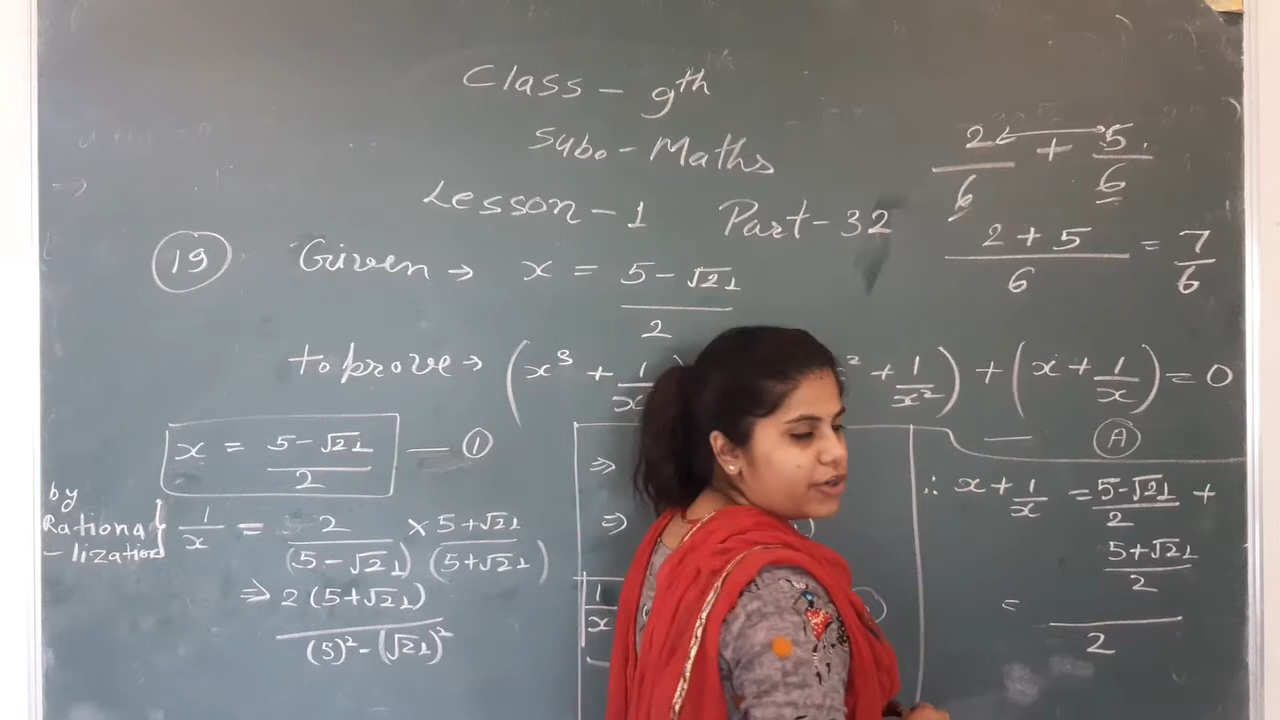 Class - 9th
Sub. - Maths
Lesson - 1 Part - 32
2/6 + 5/6
(2 + 5)/6 = 7/6
19 Given → x = (5 - √21)/2
to prove → (x³ + 1/x ² + 1/x²) + (x + 1/x) = 0
— A
x = (5 - √21)/2 — 1
by Rationa
-lization
1/x = 2/(5 - √21) × (5 + √21)/(5 + √21)
⇒ 2(5 + √21)/((5)² - (√21)²)
⇒
⇒
1/x
∴ x + 1/x = (5 - √21)/2 +
(5 + √21)/2
= /2